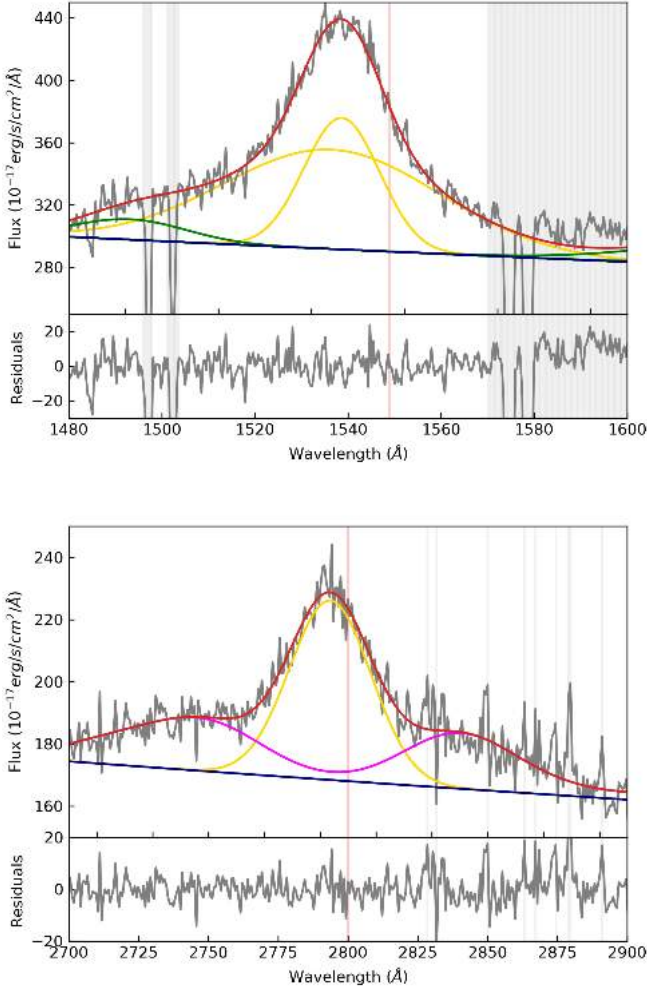 440
400
360
320
280
Flux (10⁻¹⁷erg/s/cm²/Å)
20
0
−20
Residuals
1480 1500 1520 1540 1560 1580 1600
Wavelength (Å)
240
220
200
180
160
Flux (10⁻¹⁷erg/s/cm²/Å)
20
0
−20
Residuals
2700 2725 2750 2775 2800 2825 2850 2875 2900
Wavelength (Å)